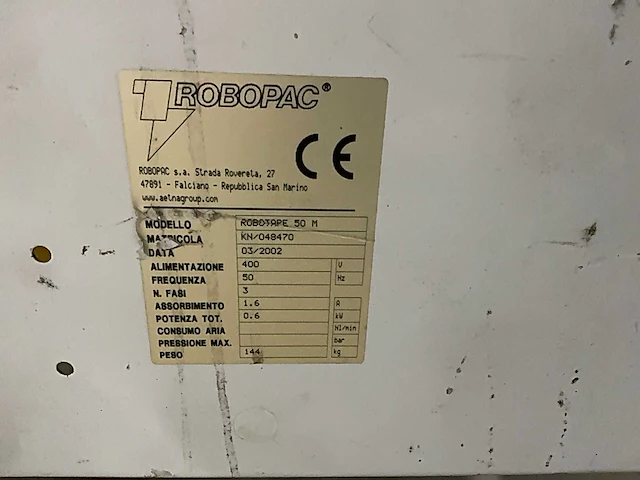 ROBOPAC®
CE
ROBOPAC s.a. Strada Rovereta, 27
47891 - Falciano - Repubblica San Marino
www.aetnagroup.com
MODELLO ROBOTAPE 50 M
MATRICOLA KN/048470
DATA 03/2002
ALIMENTAZIONE 400 V
FREQUENZA 50 Hz
N. FASI 3
ASSORBIMENTO 1.6 A
POTENZA TOT. 0.6 kW
CONSUMO ARIA Nl/min
PRESSIONE MAX. bar
PESO 144 kg